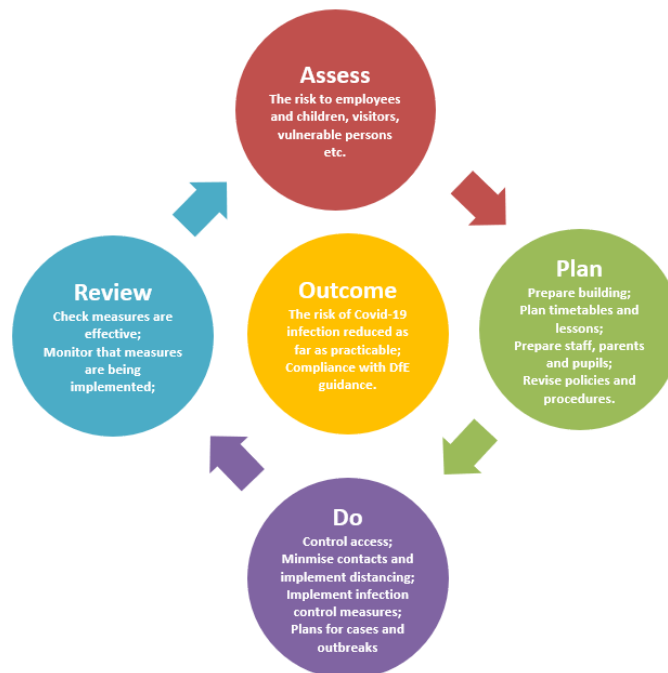 Assess
The risk to employees
and children, visitors,
vulnerable persons
etc.
Plan
Prepare building;
Plan timetables and
lessons;
Prepare staff, parents
and pupils;
Revise policies and
procedures.
Review
Check measures are
effective;
Monitor that measures
are being
implemented;
Outcome
The risk of Covid-19
infection reduced as
far as practicable;
Compliance with DfE
guidance.
Do
Control access;
Minmise contacts and
implement distancing;
Implement infection
control measures;
Plans for cases and
outbreaks